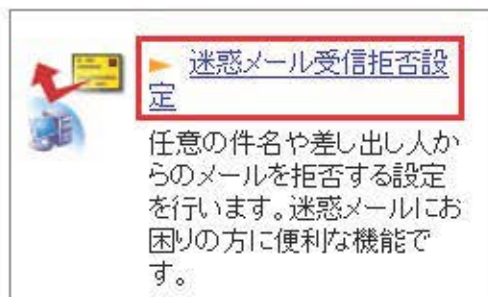 迷惑メール受信拒否設
定
任意の件名や差し出し人か
らのメールを拒否する設定
を行います。迷惑メールにお
困りの方に便利な機能で
す。